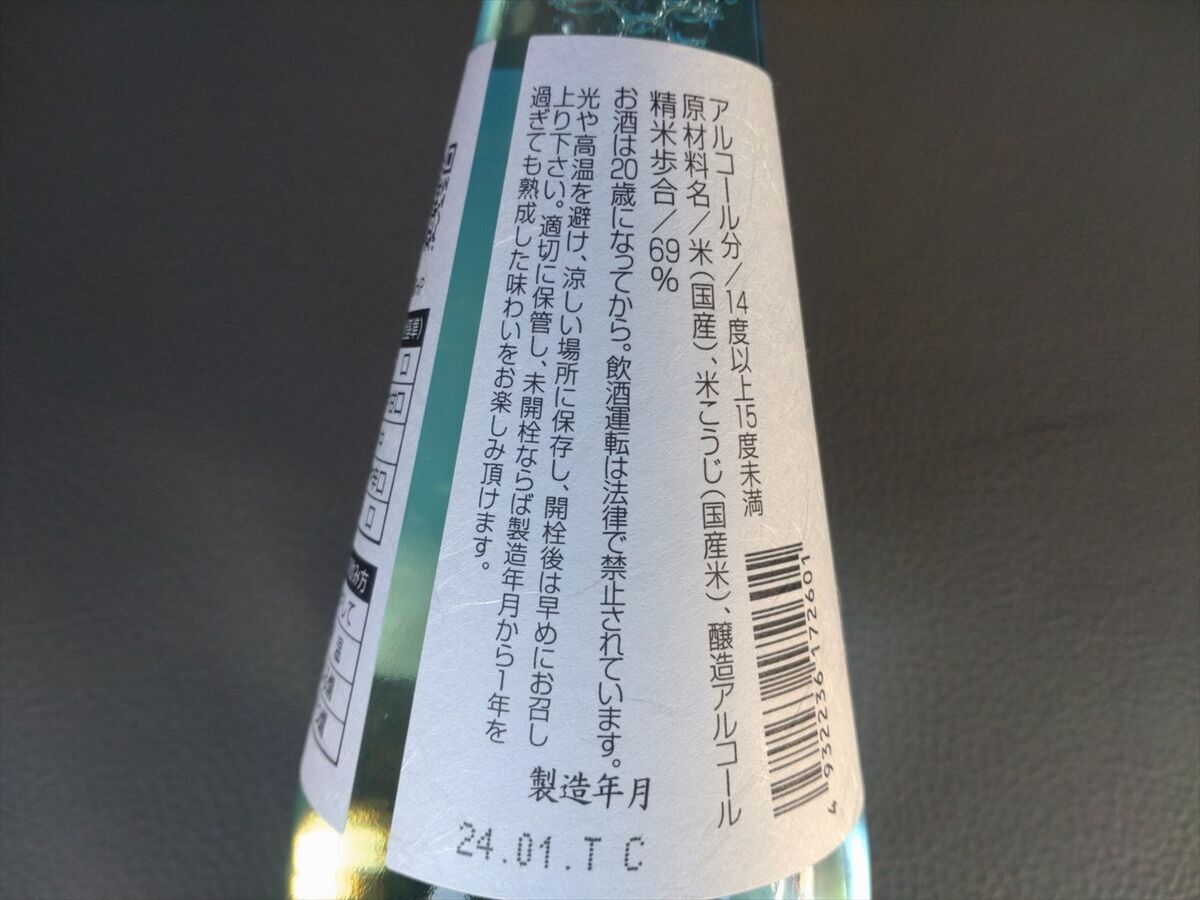 アルコール分／14度以上15度未満
原材料名／米（国産）、米こうじ（国産米）、醸造アルコール
精米歩合／69%
お酒は20歳になってから。飲酒運転は法律で禁止されています。
光や高温を避け、涼しい場所に保存し、開栓後は早めにお召し
上り下さい。適切に保管し、未開栓ならば製造年月から1年を
過ぎても熟成した味わいをお楽しみ頂けます。
製造年月
24.01.T C
4 932236 172601